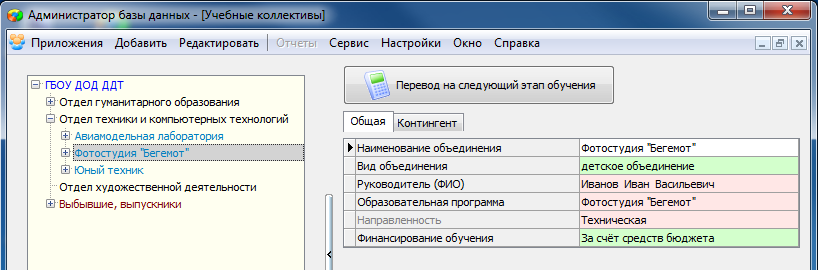 Администратор базы данных - [Учебные коллективы]
Приложения Добавить Редактировать Отчеты Сервис Настройки Окно Справка
ГБОУ ДОД ДДТ
Отдел гуманитарного образования
Отдел техники и компьютерных технологий
Авиамодельная лаборатория
Фотостудия "Бегемот"
Юный техник
Отдел художественной деятельности
Выбывшие, выпускники
Перевод на следующий этап обучения
Общая Контингент
Наименование объединения Фотостудия "Бегемот"
Вид объединения детское объединение
Руководитель (ФИО) Иванов Иван Васильевич
Образовательная программа Фотостудия "Бегемот"
Направленность Техническая
Финансирование обучения За счёт средств бюджета